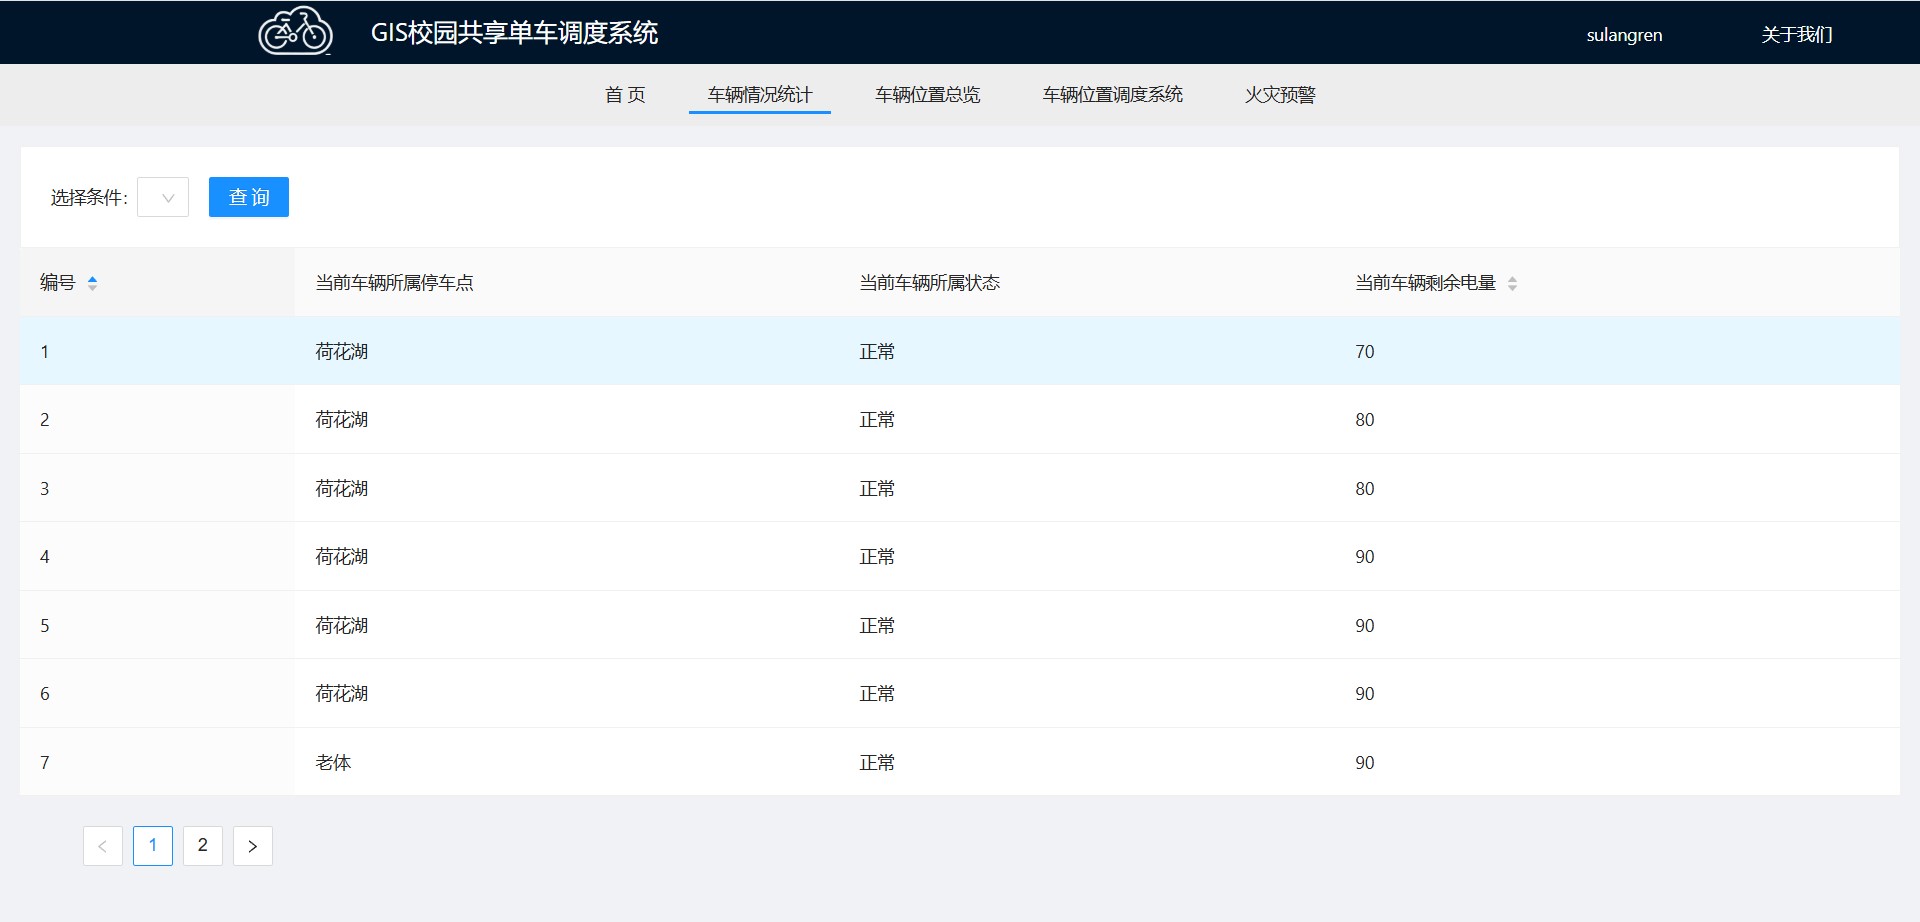 GIS校园共享单车调度系统 sulangren 关于我们
首 页 车辆情况统计 车辆位置总览 车辆位置调度系统 火灾预警
选择条件: 查 询
编号 当前车辆所属停车点 当前车辆所属状态 当前车辆剩余电量
1 荷花湖 正常 70
2 荷花湖 正常 80
3 荷花湖 正常 80
4 荷花湖 正常 90
5 荷花湖 正常 90
6 荷花湖 正常 90
7 老体 正常 90
< 1 2 >